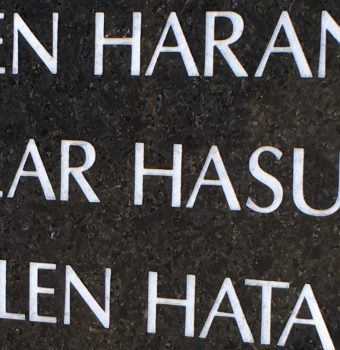 EN HARAN
LAR HASU
LEN HATA